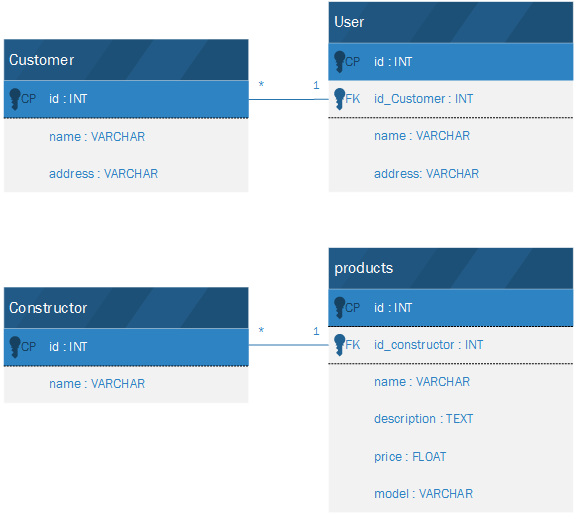 Customer
CP id : INT
name : VARCHAR
address : VARCHAR
* 1
User
CP id : INT
FK id_Customer : INT
name : VARCHAR
address: VARCHAR
Constructor
CP id : INT
name : VARCHAR
* 1
products
CP id : INT
FK id_constructor : INT
name : VARCHAR
description : TEXT
price : FLOAT
model : VARCHAR